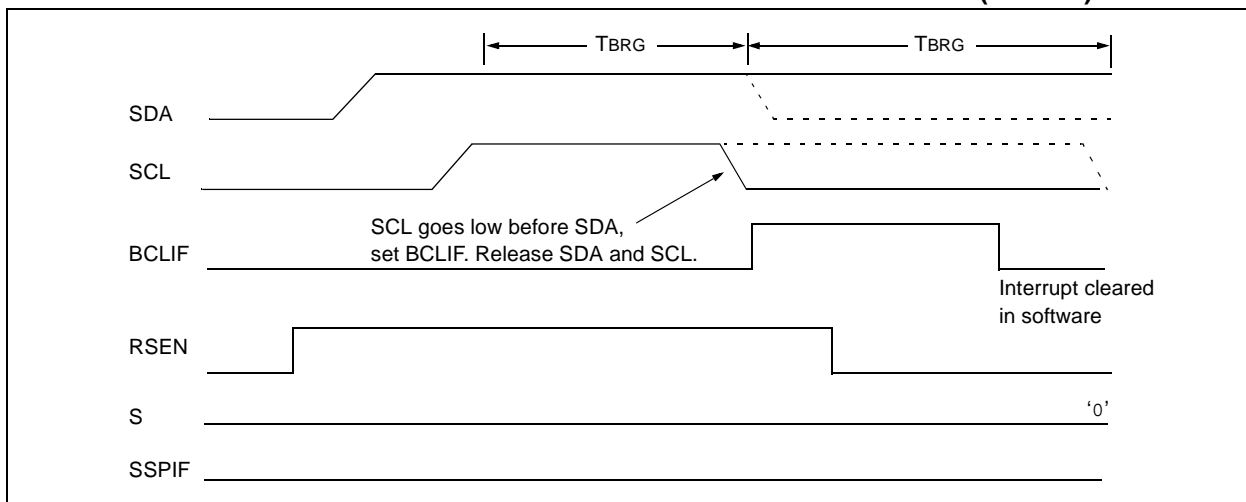 TBRG
TBRG
SDA
SCL
SCL goes low before SDA,
set BCLIF. Release SDA and SCL.
BCLIF
Interrupt cleared
in software
RSEN
S
‘0’
SSPIF